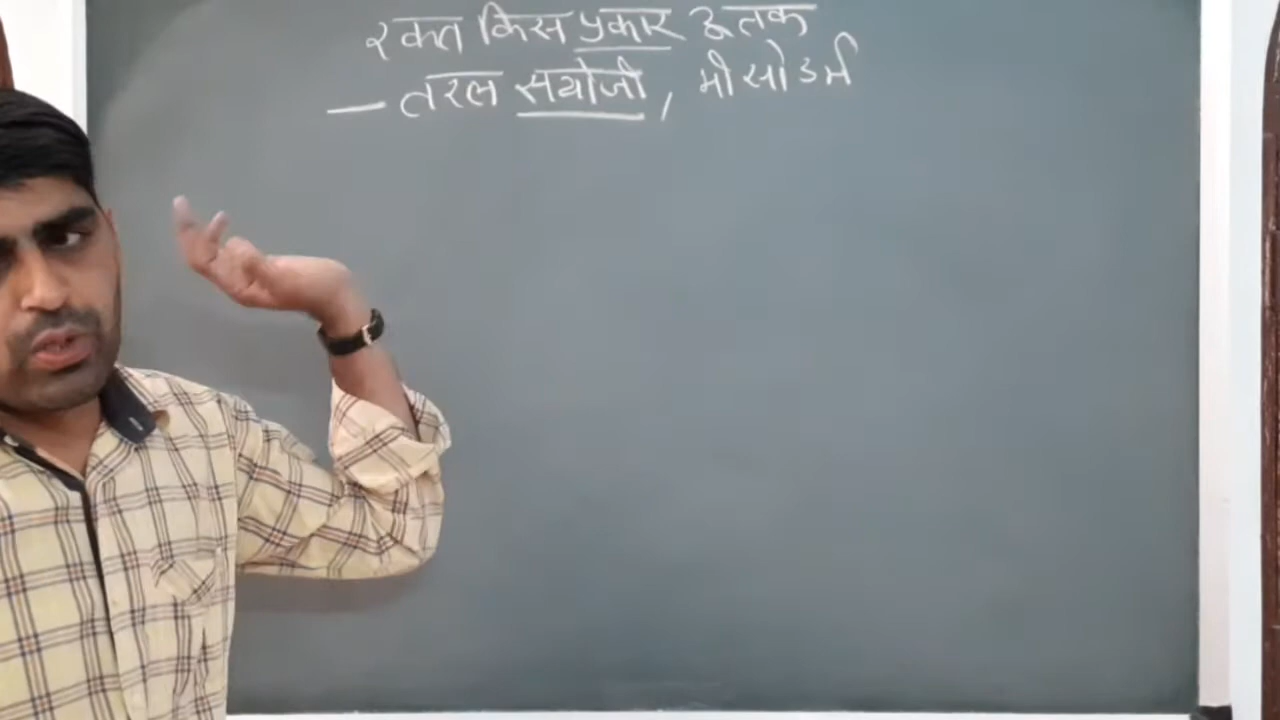 रक्त किस प्रकार ऊतक
— तरल संयोजी, मीसोडर्म